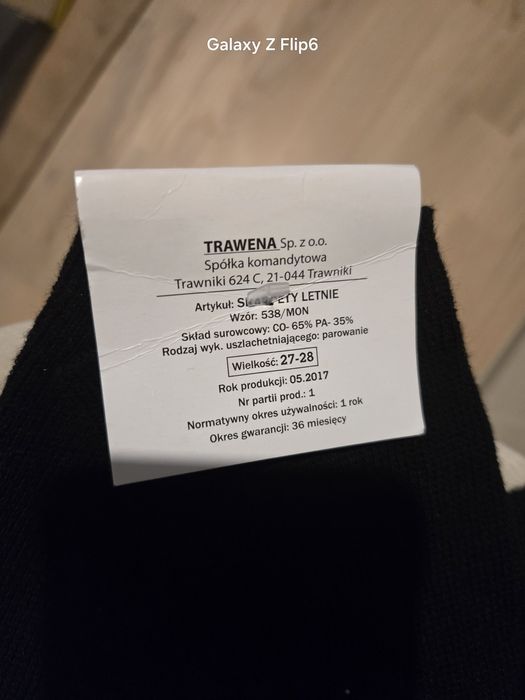 Galaxy Z Flip6
TRAWENA Sp. z o.o.
Spółka komandytowa
Trawniki 624 C, 21-044 Trawniki
Artykuł: LETNIE
Wzór: 538/MON
Skład surowcowy: CO- 65% PA- 35%
Rodzaj wyk. uszlachetniającego: parowanie
Wielkość: 27-28
Rok produkcji: 05.2017
Nr partii prod.: 1
Normatywny okres używalności: 1 rok
Okres gwarancji: 36 miesięcy